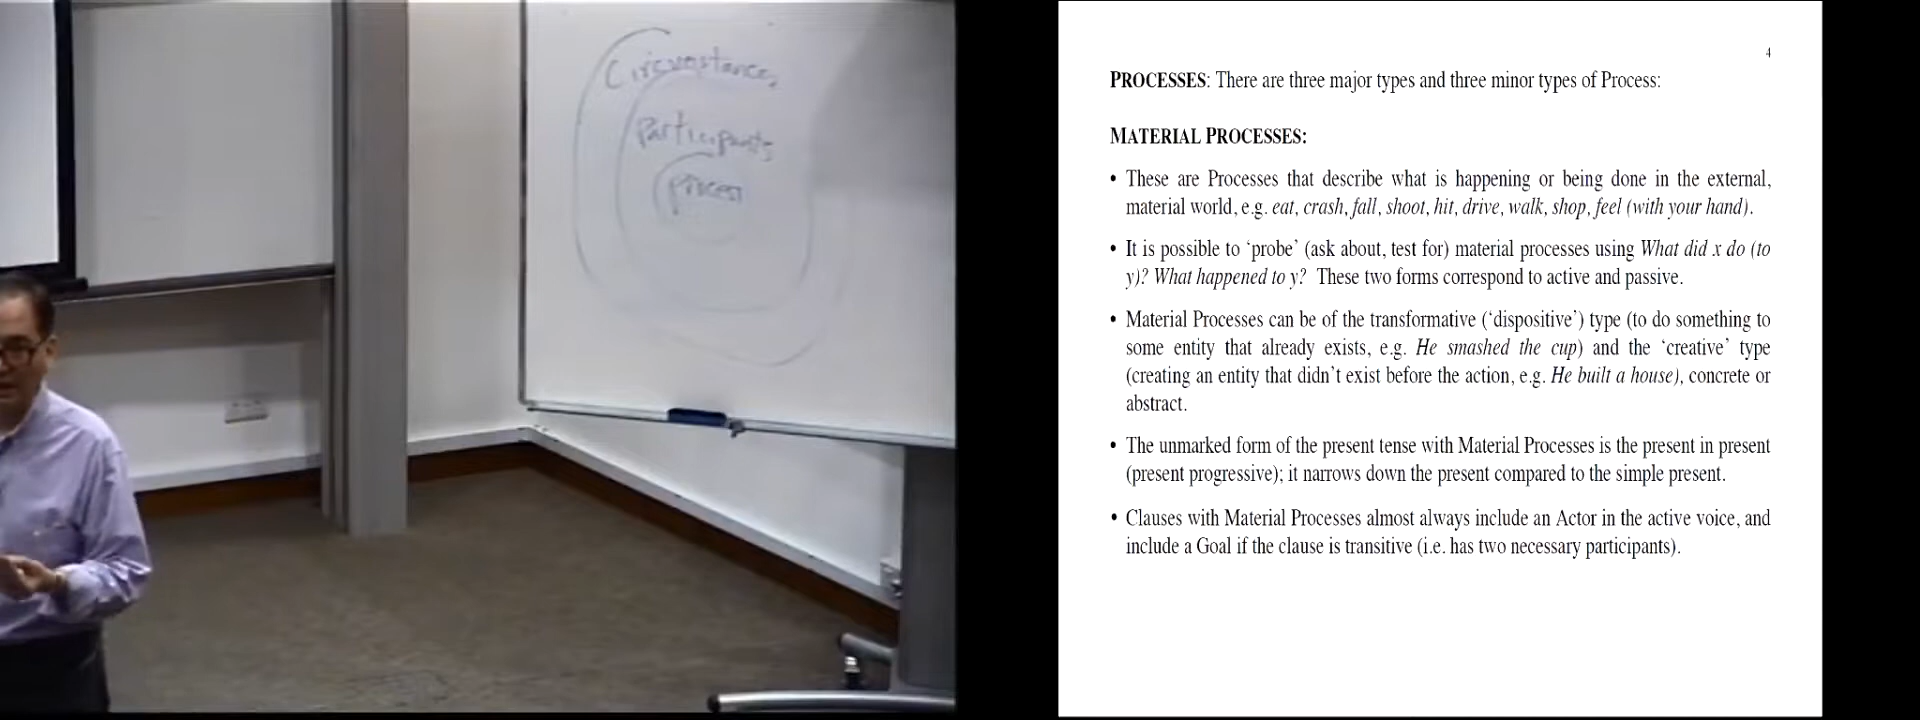 Circumstances
Participants
Process
4
PROCESSES: There are three major types and three minor types of Process:
MATERIAL PROCESSES:
• These are Processes that describe what is happening or being done in the external,
material world, e.g. eat, crash, fall, shoot, hit, drive, walk, shop, feel (with your hand).
• It is possible to ‘probe’ (ask about, test for) material processes using What did x do (to
y)? What happened to y? These two forms correspond to active and passive.
• Material Processes can be of the transformative (‘dispositive’) type (to do something to
some entity that already exists, e.g. He smashed the cup) and the ‘creative’ type
(creating an entity that didn’t exist before the action, e.g. He built a house), concrete or
abstract.
• The unmarked form of the present tense with Material Processes is the present in present
(present progressive); it narrows down the present compared to the simple present.
• Clauses with Material Processes almost always include an Actor in the active voice, and
include a Goal if the clause is transitive (i.e. has two necessary participants).